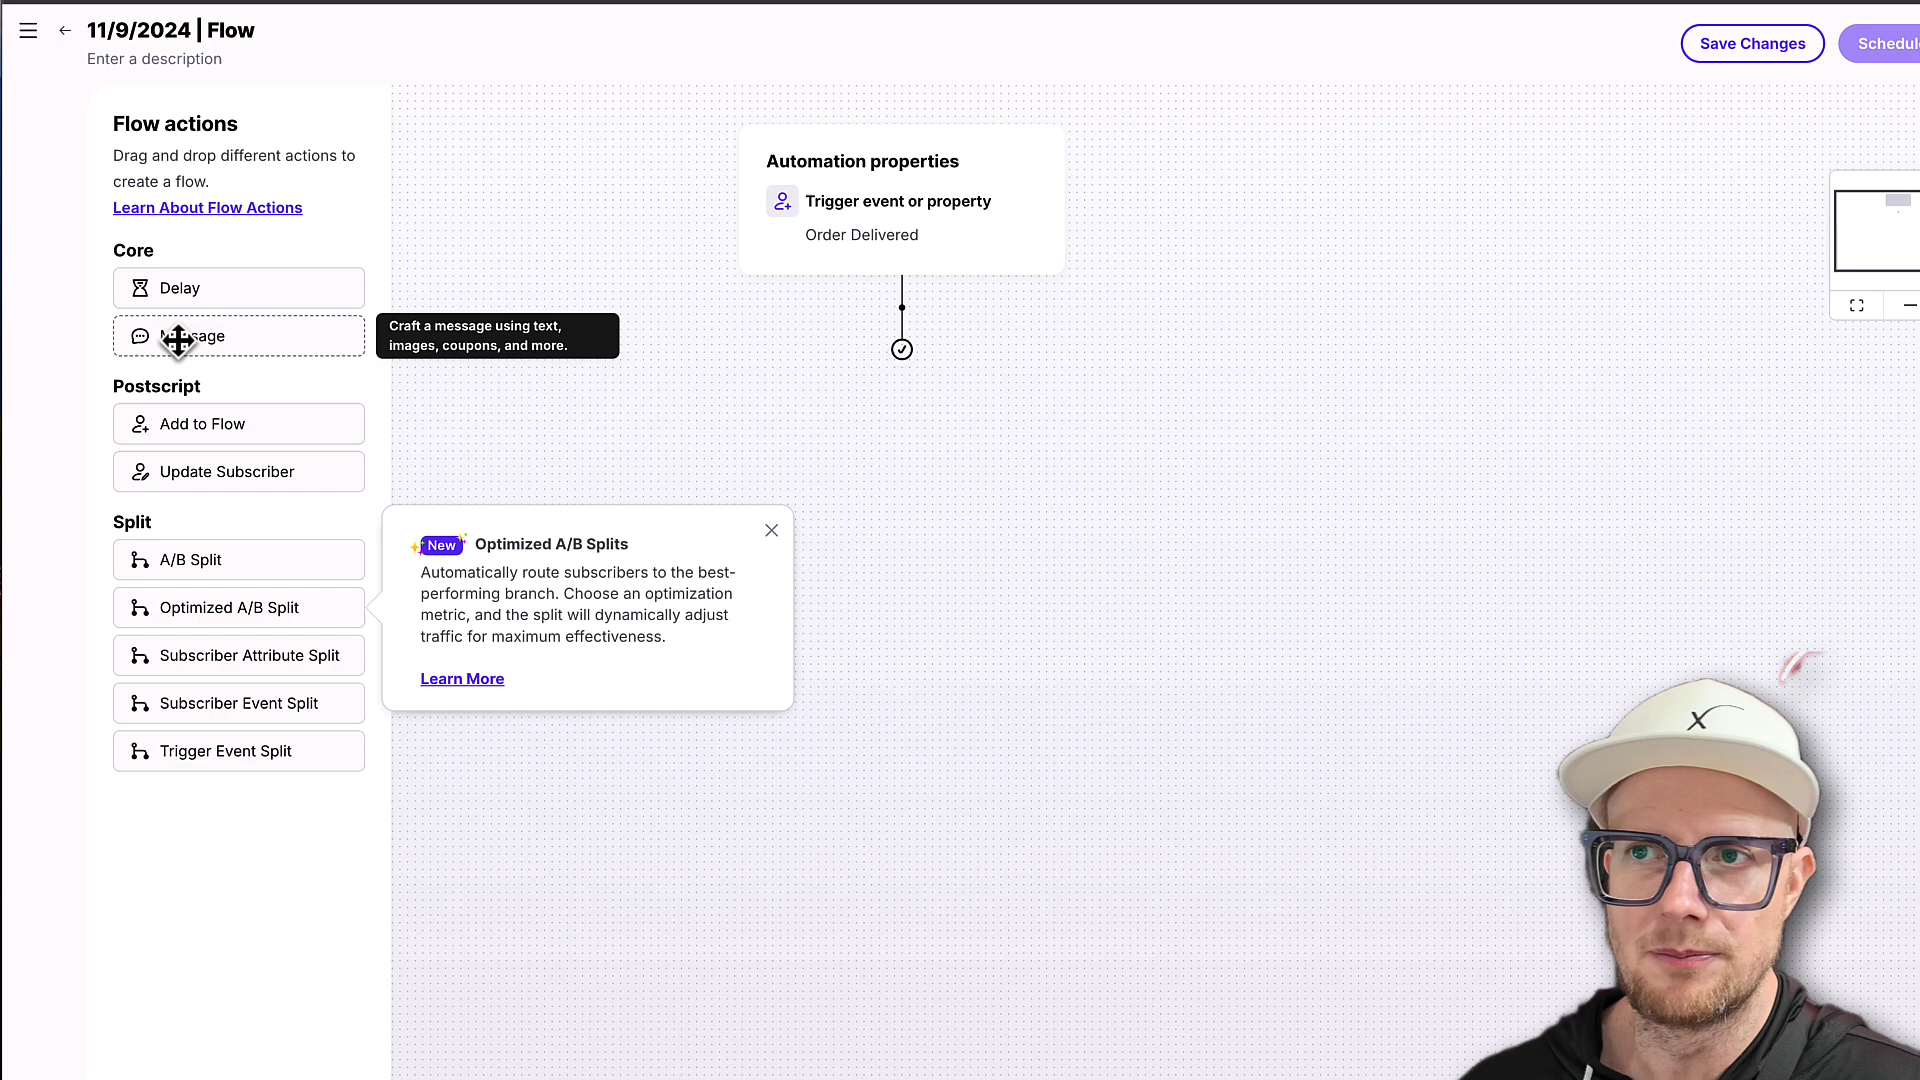 11/9/2024 | Flow
Enter a description
Save Changes
Flow actions
Drag and drop different actions to
create a flow.
Learn About Flow Actions
Core
Delay
Craft a message using text,
images, coupons, and more.
Postscript
Add to Flow
Update Subscriber
Split
A/B Split
Optimized A/B Split
Subscriber Attribute Split
Subscriber Event Split
Trigger Event Split
Automation properties
Trigger event or property
Order Delivered
New Optimized A/B Splits
Automatically route subscribers to the best-
performing branch. Choose an optimization
metric, and the split will dynamically adjust
traffic for maximum effectiveness.
Learn More
X